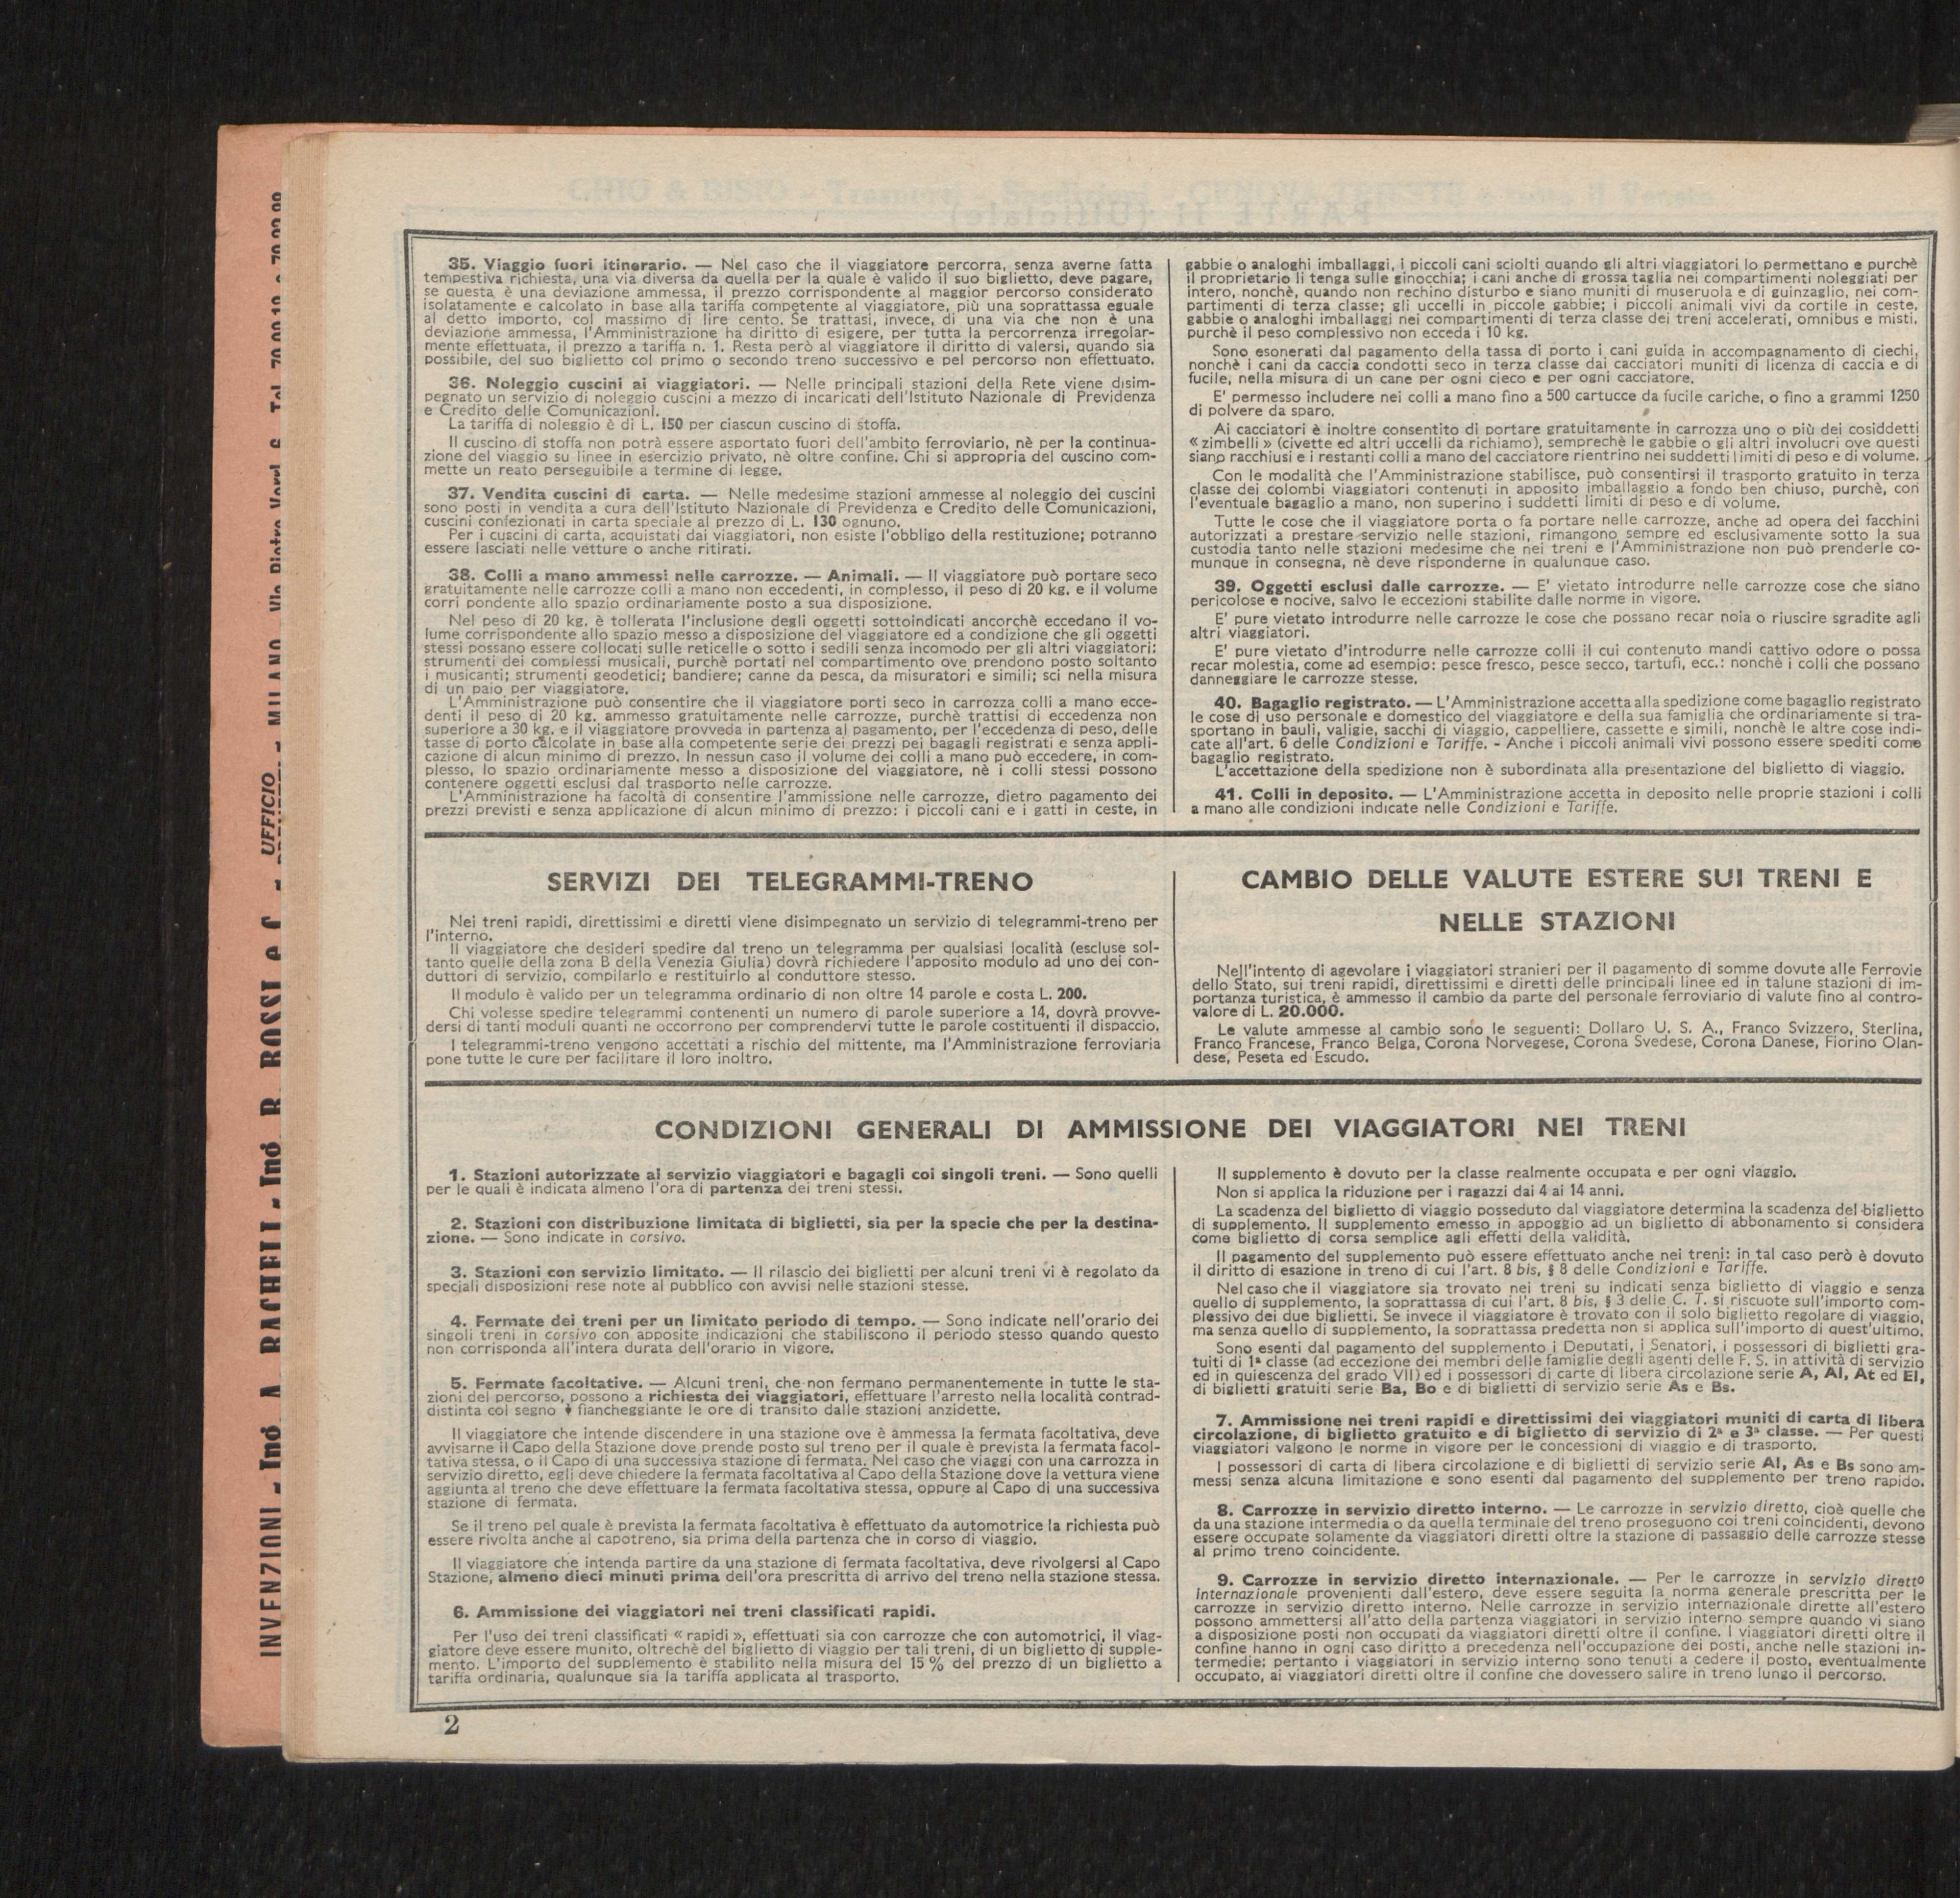 35. Viaggio fuori itinerario. — Nel caso che il viaggiatore percorra, senza averne fatta
tempestiva richiesta, una via diversa da quella per la quale è valido il suo biglietto, deve pagare,
se questa è una deviazione ammessa, il prezzo corrispondente al maggior percorso considerato
isolatamente e calcolato in base alla tariffa competente al viaggiatore, più una soprattassa eguale
al detto importo, col massimo di lire cento. Se trattasi, invece, di una via che non è una
deviazione ammessa, l'Amministrazione ha diritto di esigere, per tutta la percorrenza irregolar-
mente effettuata, il prezzo a tariffa n. 1. Resta però al viaggiatore il diritto di valersi, quando sia
possibile, del suo biglietto col primo o secondo treno successivo e pel percorso non effettuato.
36. Noleggio cuscini ai viaggiatori. — Nelle principali stazioni della Rete viene disim-
pegnato un servizio di noleggio cuscini a mezzo di incaricati dell'Istituto Nazionale di Previdenza
e Credito delle Comunicazioni.
La tariffa di noleggio è di L. 150 per ciascun cuscino di stoffa.
Il cuscino di stoffa non potrà essere asportato fuori dell'ambito ferroviario, nè per la continua-
zione del viaggio su linee in esercizio privato, nè oltre confine. Chi si appropria del cuscino com-
mette un reato perseguibile a termine di legge.
37. Vendita cuscini di carta. — Nelle medesime stazioni ammesse al noleggio dei cuscini
sono posti in vendita a cura dell'Istituto Nazionale di Previdenza e Credito delle Comunicazioni,
cuscini confezionati in carta speciale al prezzo di L. 130 ognuno.
Per i cuscini di carta, acquistati dai viaggiatori, non esiste l'obbligo della restituzione; potranno
essere lasciati nelle vetture o anche ritirati.
38. Colli a mano ammessi nelle carrozze. — Animali. — Il viaggiatore può portare seco
gratuitamente nelle carrozze colli a mano non eccedenti, in complesso, il peso di 20 kg. e il volume
corri pondente allo spazio ordinariamente posto a sua disposizione.
Nel peso di 20 kg. è tollerata l'inclusione degli oggetti sottoindicati ancorchè eccedano il vo-
lume corrispondente allo spazio messo a disposizione del viaggiatore ed a condizione che gli oggetti
stessi possano essere collocati sulle reticelle o sotto i sedili senza incomodo per gli altri viaggiatori:
strumenti dei complessi musicali, purchè portati nel compartimento ove prendono posto soltanto
i musicanti; strumenti geodetici; bandiere; canne da pesca, da misuratori e simili; sci nella misura
di un paio per viaggiatore.
L'Amministrazione può consentire che il viaggiatore porti seco in carrozza colli a mano ecce-
denti il peso di 20 kg. ammesso gratuitamente nelle carrozze, purchè trattisi di eccedenza non
superiore a 30 kg. e il viaggiatore provveda in partenza al pagamento, per l'eccedenza di peso, delle
tasse di porto calcolate in base alla competente serie dei prezzi pei bagagli registrati e senza appli-
cazione di alcun minimo di prezzo. In nessun caso il volume dei colli a mano può eccedere, in com-
plesso, lo spazio ordinariamente messo a disposizione del viaggiatore, nè i colli stessi possono
contenere oggetti esclusi dal trasporto nelle carrozze.
L'Amministrazione ha facoltà di consentire l'ammissione nelle carrozze, dietro pagamento dei
prezzi previsti e senza applicazione di alcun minimo di prezzo: i piccoli cani e i gatti in ceste, in
gabbie o analoghi imballaggi, i piccoli cani sciolti quando gli altri viaggiatori lo permettano e purchè
il proprietario li tenga sulle ginocchia; i cani anche di grossa taglia nei compartimenti noleggiati per
intero, nonchè, quando non rechino disturbo e siano muniti di museruola e di guinzaglio, nei com-
partimenti di terza classe; gli uccelli in piccole gabbie; i piccoli animali vivi da cortile in ceste,
gabbie o analoghi imballaggi nei compartimenti di terza classe dei treni accelerati, omnibus e misti,
purchè il peso complessivo non ecceda i 10 kg.
Sono esonerati dal pagamento della tassa di porto i cani guida in accompagnamento di ciechi,
nonchè i cani da caccia condotti seco in terza classe dai cacciatori muniti di licenza di caccia e di
fucile, nella misura di un cane per ogni cieco e per ogni cacciatore.
E' permesso includere nei colli a mano fino a 500 cartucce da fucile cariche, o fino a grammi 1250
di polvere da sparo.
Ai cacciatori è inoltre consentito di portare gratuitamente in carrozza uno o più dei cosiddetti
« zimbelli » (civette ed altri uccelli da richiamo), semprechè le gabbie o gli altri involucri ove questi
siano racchiusi e i restanti colli a mano del cacciatore rientrino nei suddetti limiti di peso e di volume.
Con le modalità che l'Amministrazione stabilisce, può consentirsi il trasporto gratuito in terza
classe dei colombi viaggiatori contenuti in apposito imballaggio a fondo ben chiuso, purchè, con
l'eventuale bagaglio a mano, non superino i suddetti limiti di peso e di volume.
Tutte le cose che il viaggiatore porta o fa portare nelle carrozze, anche ad opera dei facchini
autorizzati a prestare servizio nelle stazioni, rimangono sempre ed esclusivamente sotto la sua
custodia tanto nelle stazioni medesime che nei treni e l'Amministrazione non può prenderle co-
munque in consegna, nè deve risponderne in qualunque caso.
39. Oggetti esclusi dalle carrozze. — E' vietato introdurre nelle carrozze cose che siano
pericolose e nocive, salvo le eccezioni stabilite dalle norme in vigore.
E' pure vietato introdurre nelle carrozze le cose che possano recar noia o riuscire sgradite agli
altri viaggiatori.
E' pure vietato d'introdurre nelle carrozze colli il cui contenuto mandi cattivo odore o possa
recar molestia, come ad esempio: pesce fresco, pesce secco, tartufi, ecc.: nonchè i colli che possano
danneggiare le carrozze stesse.
40. Bagaglio registrato. — L'Amministrazione accetta alla spedizione come bagaglio registrato
le cose di uso personale e domestico del viaggiatore e della sua famiglia che ordinariamente si tra-
sportano in bauli, valigie, sacchi di viaggio, cappelliere, cassette e simili, nonchè le altre cose indi-
cate all'art. 6 delle Condizioni e Tariffe. - Anche i piccoli animali vivi possono essere spediti come
bagaglio registrato.
L'accettazione della spedizione non è subordinata alla presentazione del biglietto di viaggio.
41. Colli in deposito. — L'Amministrazione accetta in deposito nelle proprie stazioni i colli
a mano alle condizioni indicate nelle Condizioni e Tariffe.
SERVIZI DEI TELEGRAMMI-TRENO
Nei treni rapidi, direttissimi e diretti viene disimpegnato un servizio di telegrammi-treno per
l'interno.
Il viaggiatore che desideri spedire dal treno un telegramma per qualsiasi località (escluse sol-
tanto quelle della zona B della Venezia Giulia) dovrà richiedere l'apposito modulo ad uno dei con-
duttori di servizio, compilarlo e restituirlo al conduttore stesso.
Il modulo è valido per un telegramma ordinario di non oltre 14 parole e costa L. 200.
Chi volesse spedire telegrammi contenenti un numero di parole superiore a 14, dovrà provve-
dersi di tanti moduli quanti ne occorrono per comprendervi tutte le parole costituenti il dispaccio.
I telegrammi-treno vengono accettati a rischio del mittente, ma l'Amministrazione ferroviaria
pone tutte le cure per facilitare il loro inoltro.
CAMBIO DELLE VALUTE ESTERE SUI TRENI E
NELLE STAZIONI
Nell'intento di agevolare i viaggiatori stranieri per il pagamento di somme dovute alle Ferrovie
dello Stato, sui treni rapidi, direttissimi e diretti delle principali linee ed in talune stazioni di im-
portanza turistica, è ammesso il cambio da parte del personale ferroviario di valute fino al contro-
valore di L. 20.000.
Le valute ammesse al cambio sono le seguenti: Dollaro U. S. A., Franco Svizzero, Sterlina,
Franco Francese, Franco Belga, Corona Norvegese, Corona Svedese, Corona Danese, Fiorino Olan-
dese, Peseta ed Escudo.
CONDIZIONI GENERALI DI AMMISSIONE DEI VIAGGIATORI NEI TRENI
1. Stazioni autorizzate al servizio viaggiatori e bagagli coi singoli treni. — Sono quelli
per le quali è indicata almeno l'ora di partenza dei treni stessi.
2. Stazioni con distribuzione limitata di biglietti, sia per la specie che per la destina-
zione. — Sono indicate in corsivo.
3. Stazioni con servizio limitato. — Il rilascio dei biglietti per alcuni treni vi è regolato da
speciali disposizioni rese note al pubblico con avvisi nelle stazioni stesse.
4. Fermate dei treni per un limitato periodo di tempo. — Sono indicate nell'orario dei
singoli treni in corsivo con apposite indicazioni che stabiliscono il periodo stesso quando questo
non corrisponda all'intera durata dell'orario in vigore.
5. Fermate facoltative. — Alcuni treni, che non fermano permanentemente in tutte le sta-
zioni del percorso, possono a richiesta dei viaggiatori, effettuare l'arresto nella località contrad-
distinta col segno ♦ fiancheggiante le ore di transito dalle stazioni anzidette.
Il viaggiatore che intende discendere in una stazione ove è ammessa la fermata facoltativa, deve
avvisarne il Capo della Stazione dove prende posto sul treno per il quale è prevista la fermata facol-
tativa stessa, o il Capo di una successiva stazione di fermata. Nel caso che viaggi con una carrozza in
servizio diretto, egli deve chiedere la fermata facoltativa al Capo della Stazione dove la vettura viene
aggiunta al treno che deve effettuare la fermata facoltativa stessa, oppure al Capo di una successiva
stazione di fermata.
Se il treno pel quale è prevista la fermata facoltativa è effettuato da automotrice la richiesta può
essere rivolta anche al capotreno, sia prima della partenza che in corso di viaggio.
Il viaggiatore che intenda partire da una stazione di fermata facoltativa, deve rivolgersi al Capo
Stazione, almeno dieci minuti prima dell'ora prescritta di arrivo del treno nella stazione stessa.
6. Ammissione dei viaggiatori nei treni classificati rapidi.
Per l'uso dei treni classificati « rapidi », effettuati sia con carrozze che con automotrici, il viag-
giatore deve essere munito, oltrechè del biglietto di viaggio per tali treni, di un biglietto di supple-
mento. L'importo del supplemento è stabilito nella misura del 15 % del prezzo di un biglietto a
tariffa ordinaria, qualunque sia la tariffa applicata al trasporto.
Il supplemento è dovuto per la classe realmente occupata e per ogni viaggio.
Non si applica la riduzione per i ragazzi dai 4 ai 14 anni.
La scadenza del biglietto di viaggio posseduto dal viaggiatore determina la scadenza del biglietto
di supplemento. Il supplemento emesso in appoggio ad un biglietto di abbonamento si considera
come biglietto di corsa semplice agli effetti della validità.
Il pagamento del supplemento può essere effettuato anche nei treni: in tal caso però è dovuto
il diritto di esazione in treno di cui l'art. 8 bis, § 8 delle Condizioni e Tariffe.
Nel caso che il viaggiatore sia trovato nei treni su indicati senza biglietto di viaggio e senza
quello di supplemento, la soprattassa di cui l'art. 8 bis, § 3 delle C. T. si riscuote sull'importo com-
plessivo dei due biglietti. Se invece il viaggiatore è trovato con il solo biglietto regolare di viaggio,
ma senza quello di supplemento, la soprattassa predetta non si applica sull'importo di quest'ultimo.
Sono esenti dal pagamento del supplemento i Deputati, i Senatori, i possessori di biglietti gra-
tuiti di 1ª classe (ad eccezione dei membri delle famiglie degli agenti delle F. S. in attività di servizio
ed in quiescenza del grado VII) ed i possessori di carte di libera circolazione serie A, AI, At ed EI,
di biglietti gratuiti serie Ba, Bo e di biglietti di servizio serie As e Bs.
7. Ammissione nei treni rapidi e direttissimi dei viaggiatori muniti di carta di libera
circolazione, di biglietto gratuito e di biglietto di servizio di 2ª e 3ª classe. — Per questi
viaggiatori valgono le norme in vigore per le concessioni di viaggio e di trasporto.
I possessori di carta di libera circolazione e di biglietti di servizio serie AI, As e Bs sono am-
messi senza alcuna limitazione e sono esenti dal pagamento del supplemento per treno rapido.
8. Carrozze in servizio diretto interno. — Le carrozze in servizio diretto, cioè quelle che
da una stazione intermedia o da quella terminale del treno proseguono coi treni coincidenti, devono
essere occupate solamente da viaggiatori diretti oltre la stazione di passaggio delle carrozze stesse
al primo treno coincidente.
9. Carrozze in servizio diretto internazionale. — Per le carrozze in servizio diretto
internazionale provenienti dall'estero, deve essere seguita la norma generale prescritta per le
carrozze in servizio diretto interno. Nelle carrozze in servizio internazionale dirette all'estero
possono ammettersi all'atto della partenza viaggiatori in servizio interno sempre quando vi siano
a disposizione posti non occupati da viaggiatori diretti oltre il confine. I viaggiatori diretti oltre il
confine hanno in ogni caso diritto a precedenza nell'occupazione dei posti, anche nelle stazioni in-
termedie: pertanto i viaggiatori in servizio interno sono tenuti a cedere il posto, eventualmente
occupato, ai viaggiatori diretti oltre il confine che dovessero salire in treno lungo il percorso.
2
INVENZIONI - Ing. A. RACHELI - Ing. R. ROSSI e C.
UFFICIO
MILANO